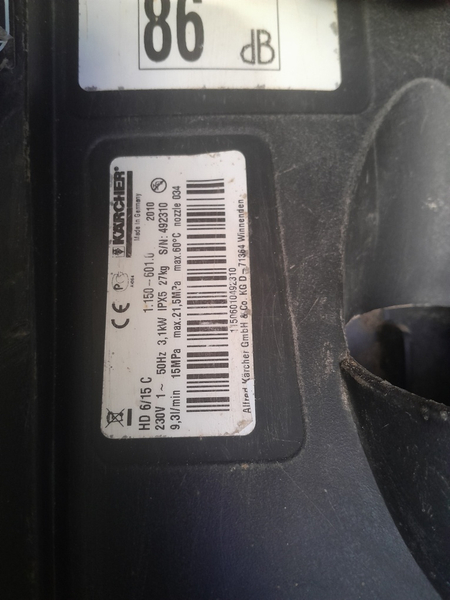 86
dB
KÄRCHER
Made in Germany
1.150-601.0 2010
HD 6/15 C
230V 1~ 50Hz 3,1kW IPX5 27kg S/N: 492310
9,3l/min 15MPa max.21,5MPa max.60°C nozzle 034
11506010492310
Alfred Kärcher GmbH & Co. KG D - 71364 Winnenden